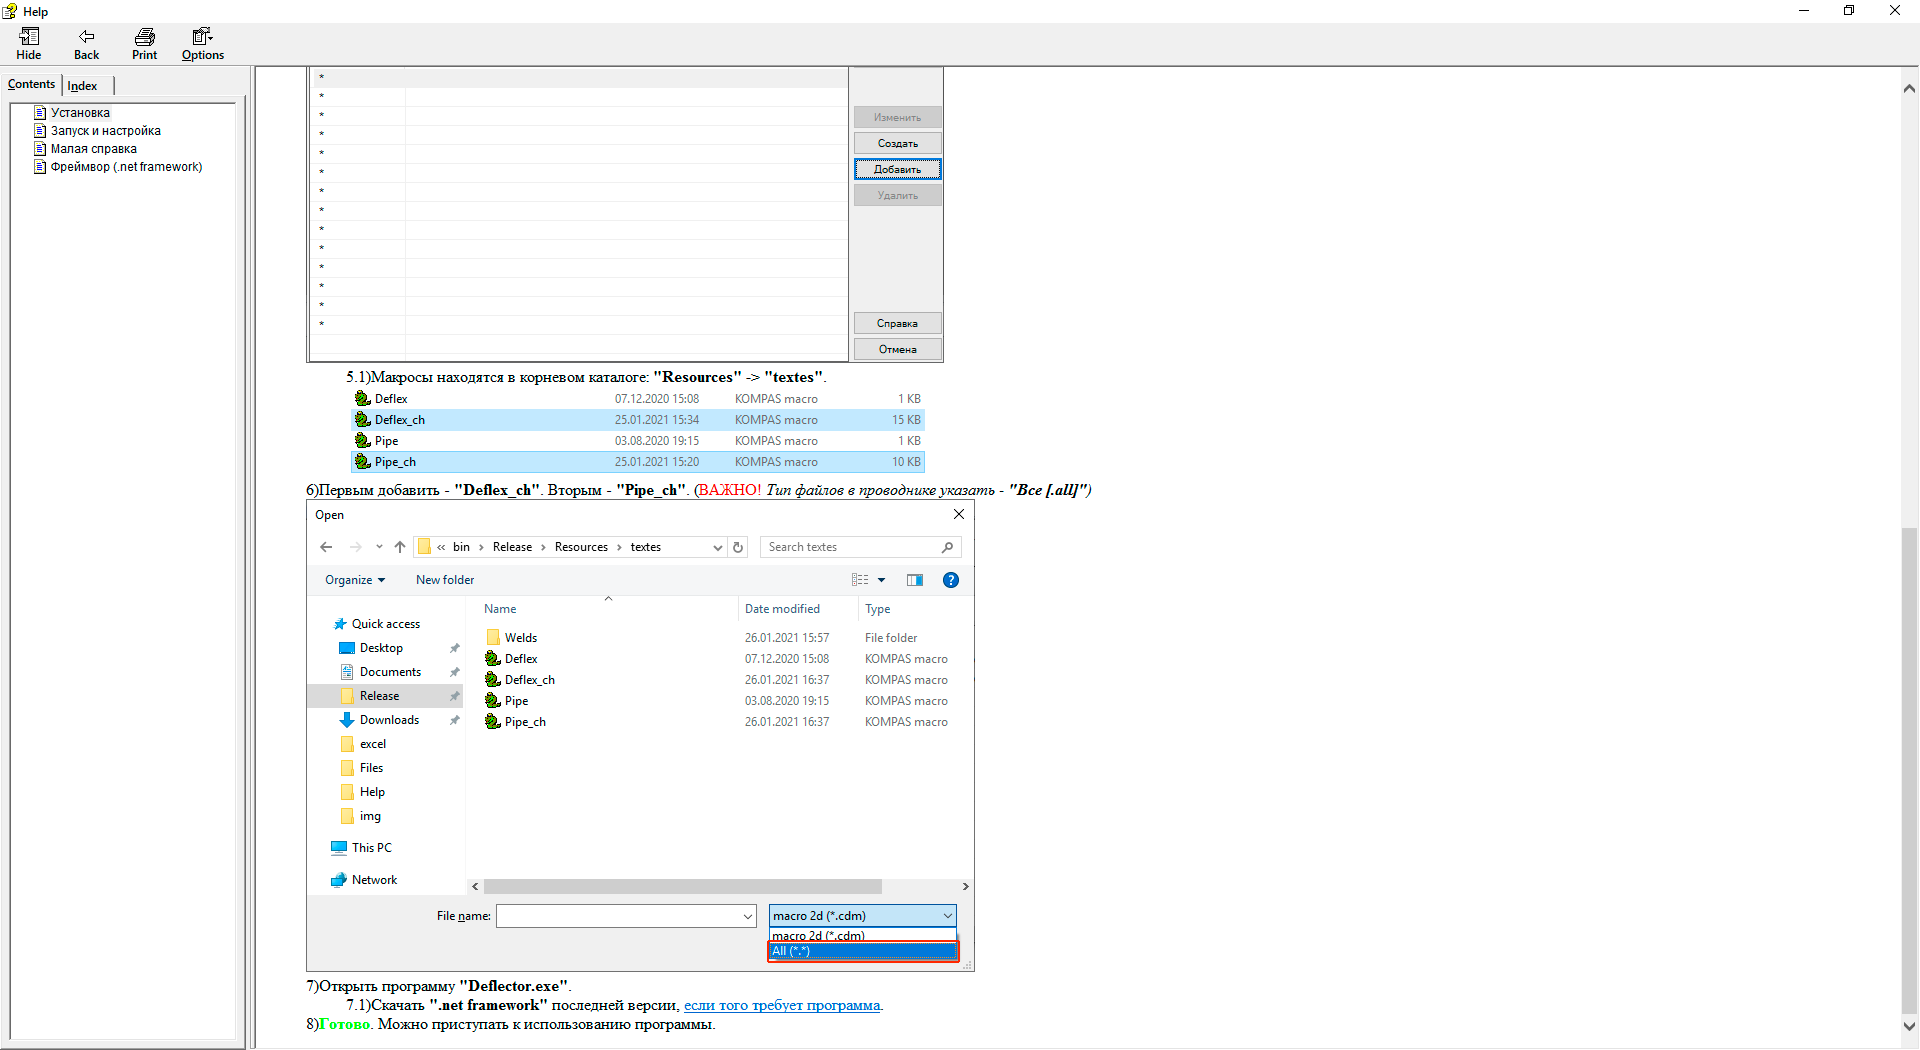 Help
Hide Back Print Options
Contents Index
Установка
Запуск и настройка
Малая справка
Фреймвор (.net framework)
*
*
*
Изменить
*
Создать
*
Добавить
*
Удалить
*
*
*
*
*
*
*
*
Справка
Отмена
5.1)Макросы находятся в корневом каталоге: "Resources" -> "textes".
Deflex 07.12.2020 15:08 KOMPAS macro 1 KB
Deflex_ch 25.01.2021 15:34 KOMPAS macro 15 KB
Pipe 03.08.2020 19:15 KOMPAS macro 1 KB
Pipe_ch 25.01.2021 15:20 KOMPAS macro 10 KB
6)Первым добавить - "Deflex_ch". Вторым - "Pipe_ch". (ВАЖНО! Тип файлов в проводнике указать - "Все [.all]")
Open
« bin › Release › Resources › textes Search textes
Organize New folder ?
Name Date modified Type
Quick access
Desktop
Documents
Release
Downloads
excel
Files
Help
img
This PC
Network
Welds 26.01.2021 15:57 File folder
Deflex 07.12.2020 15:08 KOMPAS macro
Deflex_ch 26.01.2021 16:37 KOMPAS macro
Pipe 03.08.2020 19:15 KOMPAS macro
Pipe_ch 26.01.2021 16:37 KOMPAS macro
File name: macro 2d (*.cdm)
macro 2d (*.cdm)
All (*.*)
7)Открыть программу "Deflector.exe".
7.1)Скачать ".net framework" последней версии, если того требует программа.
8)Готово. Можно приступать к использованию программы.